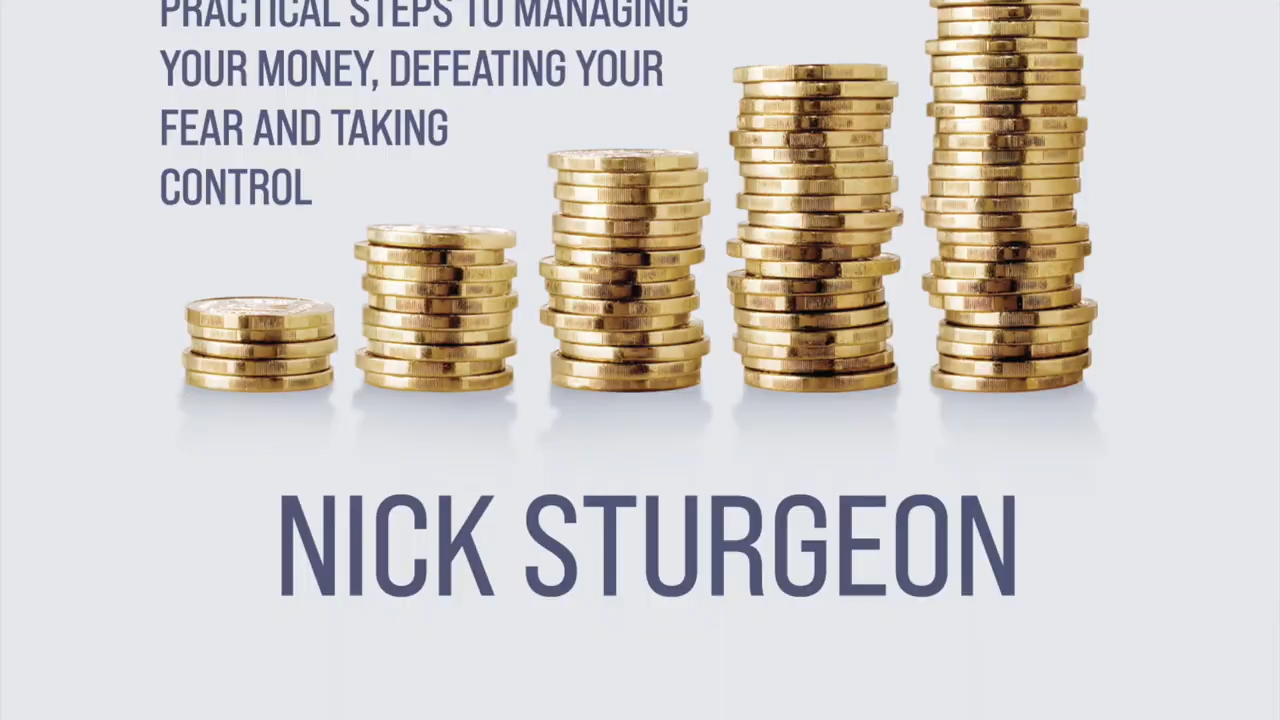 PRACTICAL STEPS TO MANAGING
YOUR MONEY, DEFEATING YOUR
FEAR AND TAKING
CONTROL
NICK STURGEON